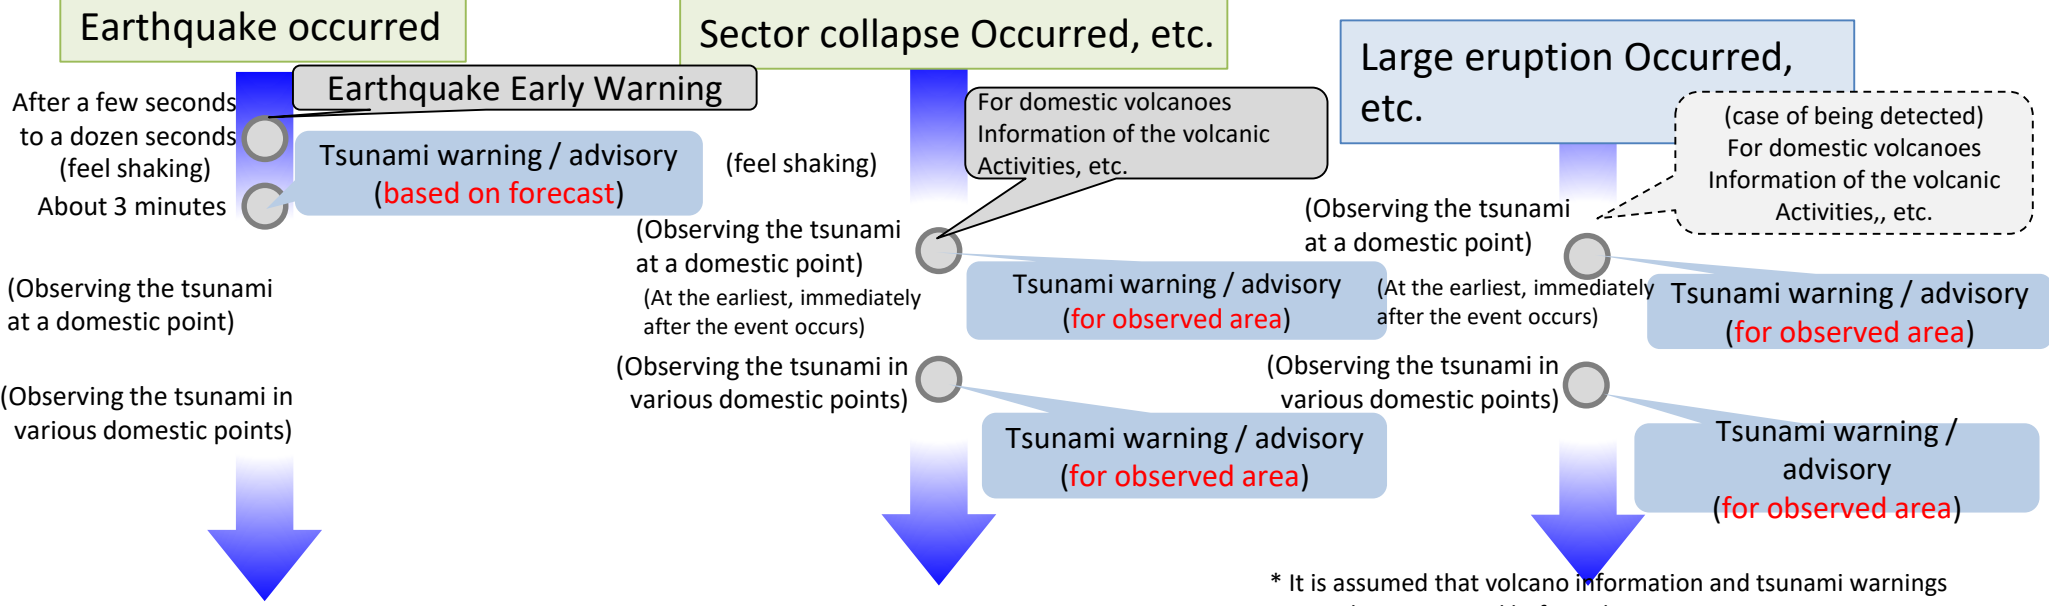 Earthquake occurred
Earthquake Early Warning
After a few seconds
to a dozen seconds
(feel shaking)
Tsunami warning / advisory
(based on forecast)
About 3 minutes
(Observing the tsunami
at a domestic point)
(Observing the tsunami in
various domestic points)
Sector collapse Occurred, etc.
For domestic volcanoes
Information of the volcanic
Activities, etc.
(feel shaking)
(Observing the tsunami
at a domestic point)
(At the earliest, immediately
after the event occurs)
Tsunami warning / advisory
(for observed area)
(Observing the tsunami in
various domestic points)
Tsunami warning / advisory
(for observed area)
Large eruption Occurred,
etc.
(case of being detected)
For domestic volcanoes
Information of the volcanic
Activities,, etc.
(Observing the tsunami
at a domestic point)
(At the earliest, immediately
after the event occurs)
Tsunami warning / advisory
(for observed area)
(Observing the tsunami in
various domestic points)
Tsunami warning /
advisory
(for observed area)
* It is assumed that volcano information and tsunami warnings